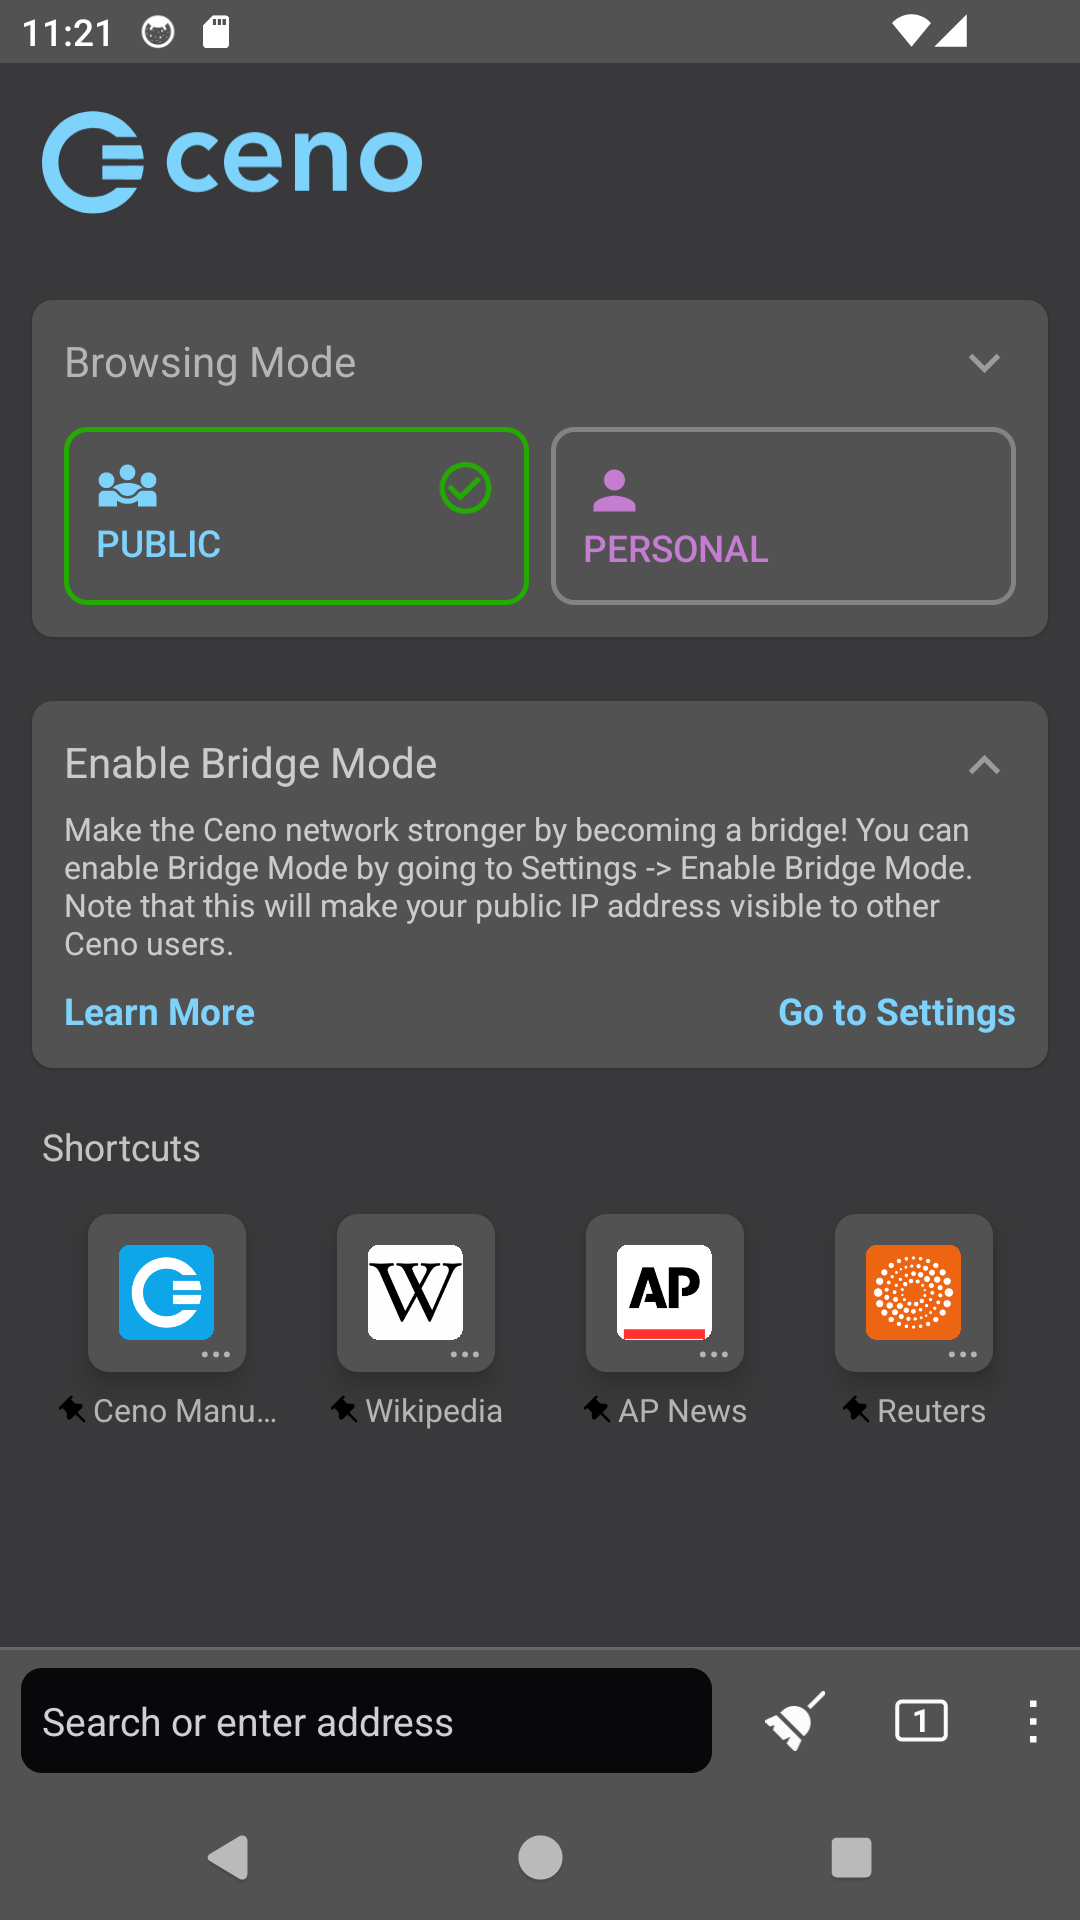 11:21
ceno
Browsing Mode
PUBLIC
PERSONAL
Enable Bridge Mode
Make the Ceno network stronger by becoming a bridge! You can
enable Bridge Mode by going to Settings -> Enable Bridge Mode.
Note that this will make your public IP address visible to other
Ceno users.
Learn More
Go to Settings
Shortcuts
W
AP
Ceno Manu...
Wikipedia
AP News
Reuters
Search or enter address
1